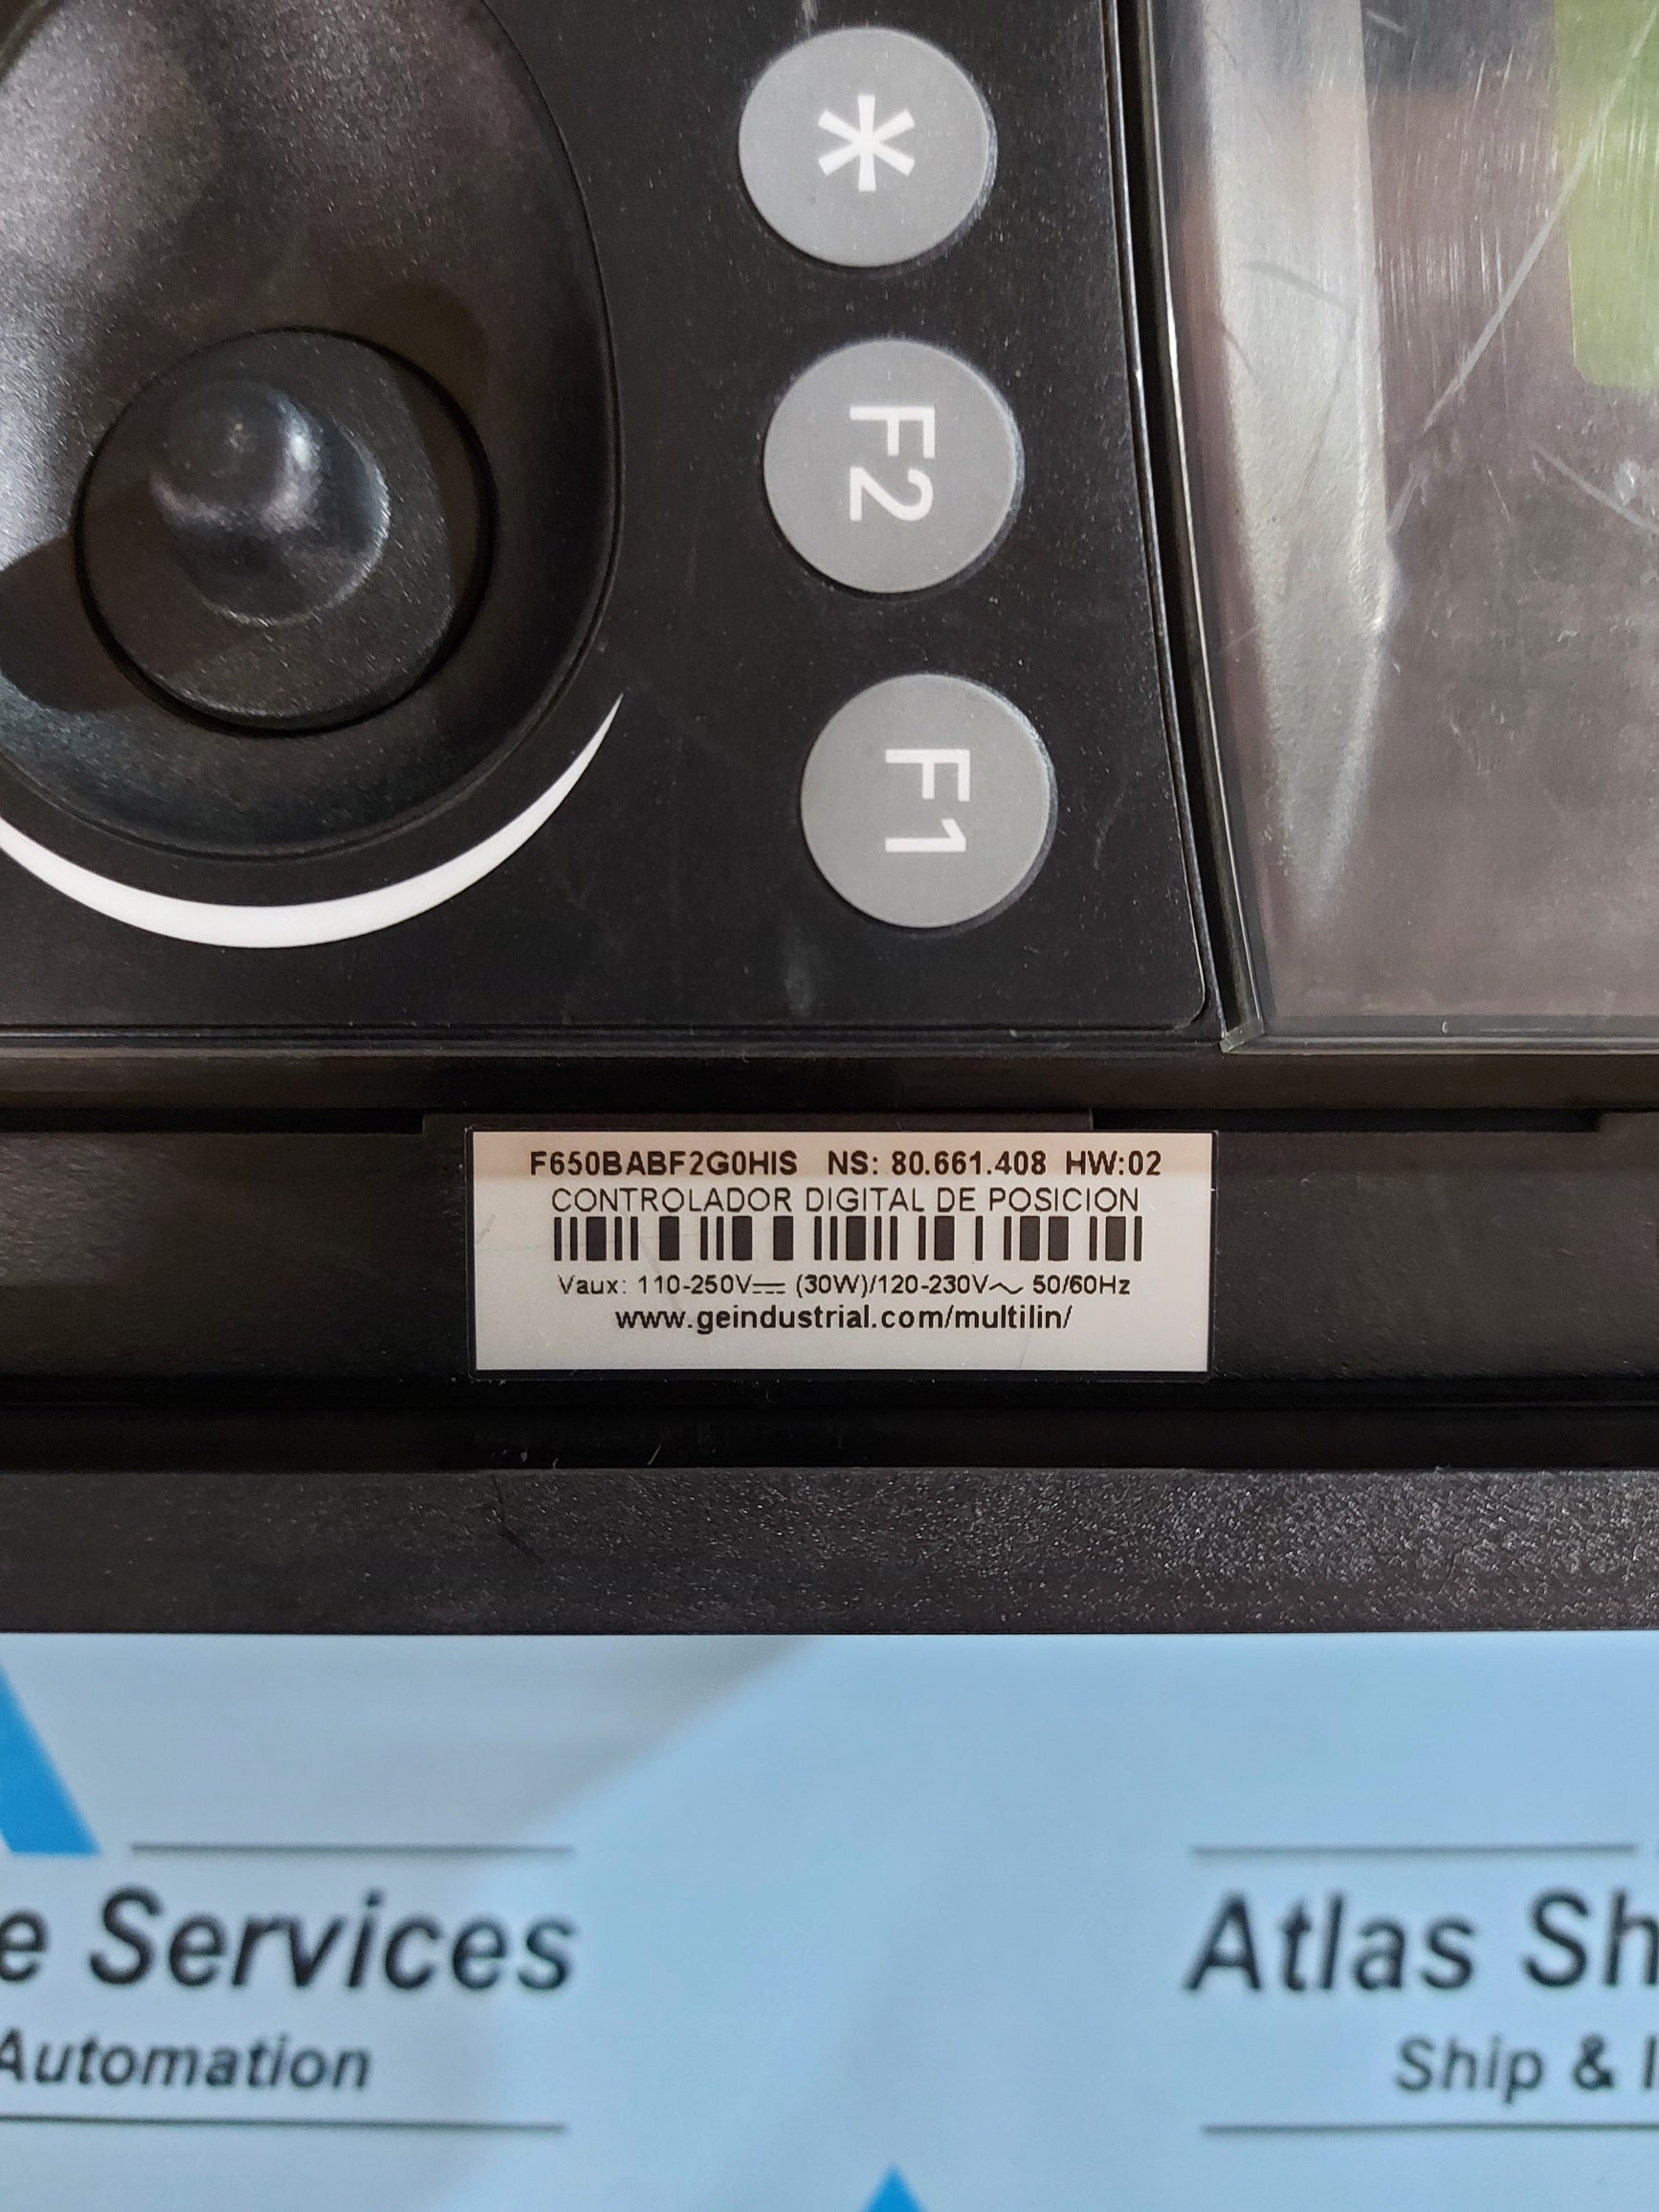 *
F2
F1
F650BABF2G0HIS NS: 80.661.408 HW:02
CONTROLADOR DIGITAL DE POSICION
Vaux: 110-250V⎓ (30W)/120-230V∼ 50/60Hz
www.geindustrial.com/multilin/
e Services
Automation
Atlas Sh
Ship & I